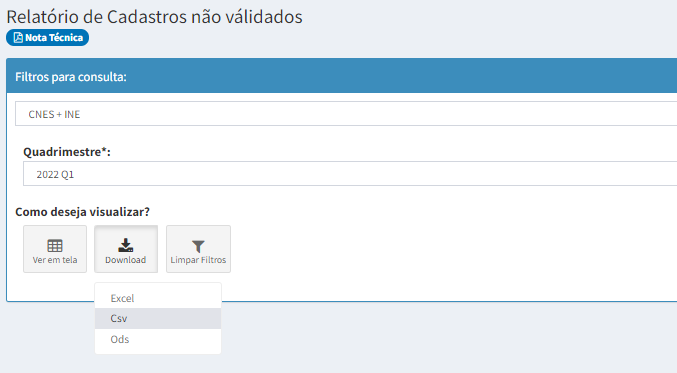 Relatório de Cadastros não válidados
Nota Técnica
Filtros para consulta:
CNES + INE
Quadrimestre*:
2022 Q1
Como deseja visualizar?
Ver em tela
Download
Limpar Filtros
Excel
Csv
Ods